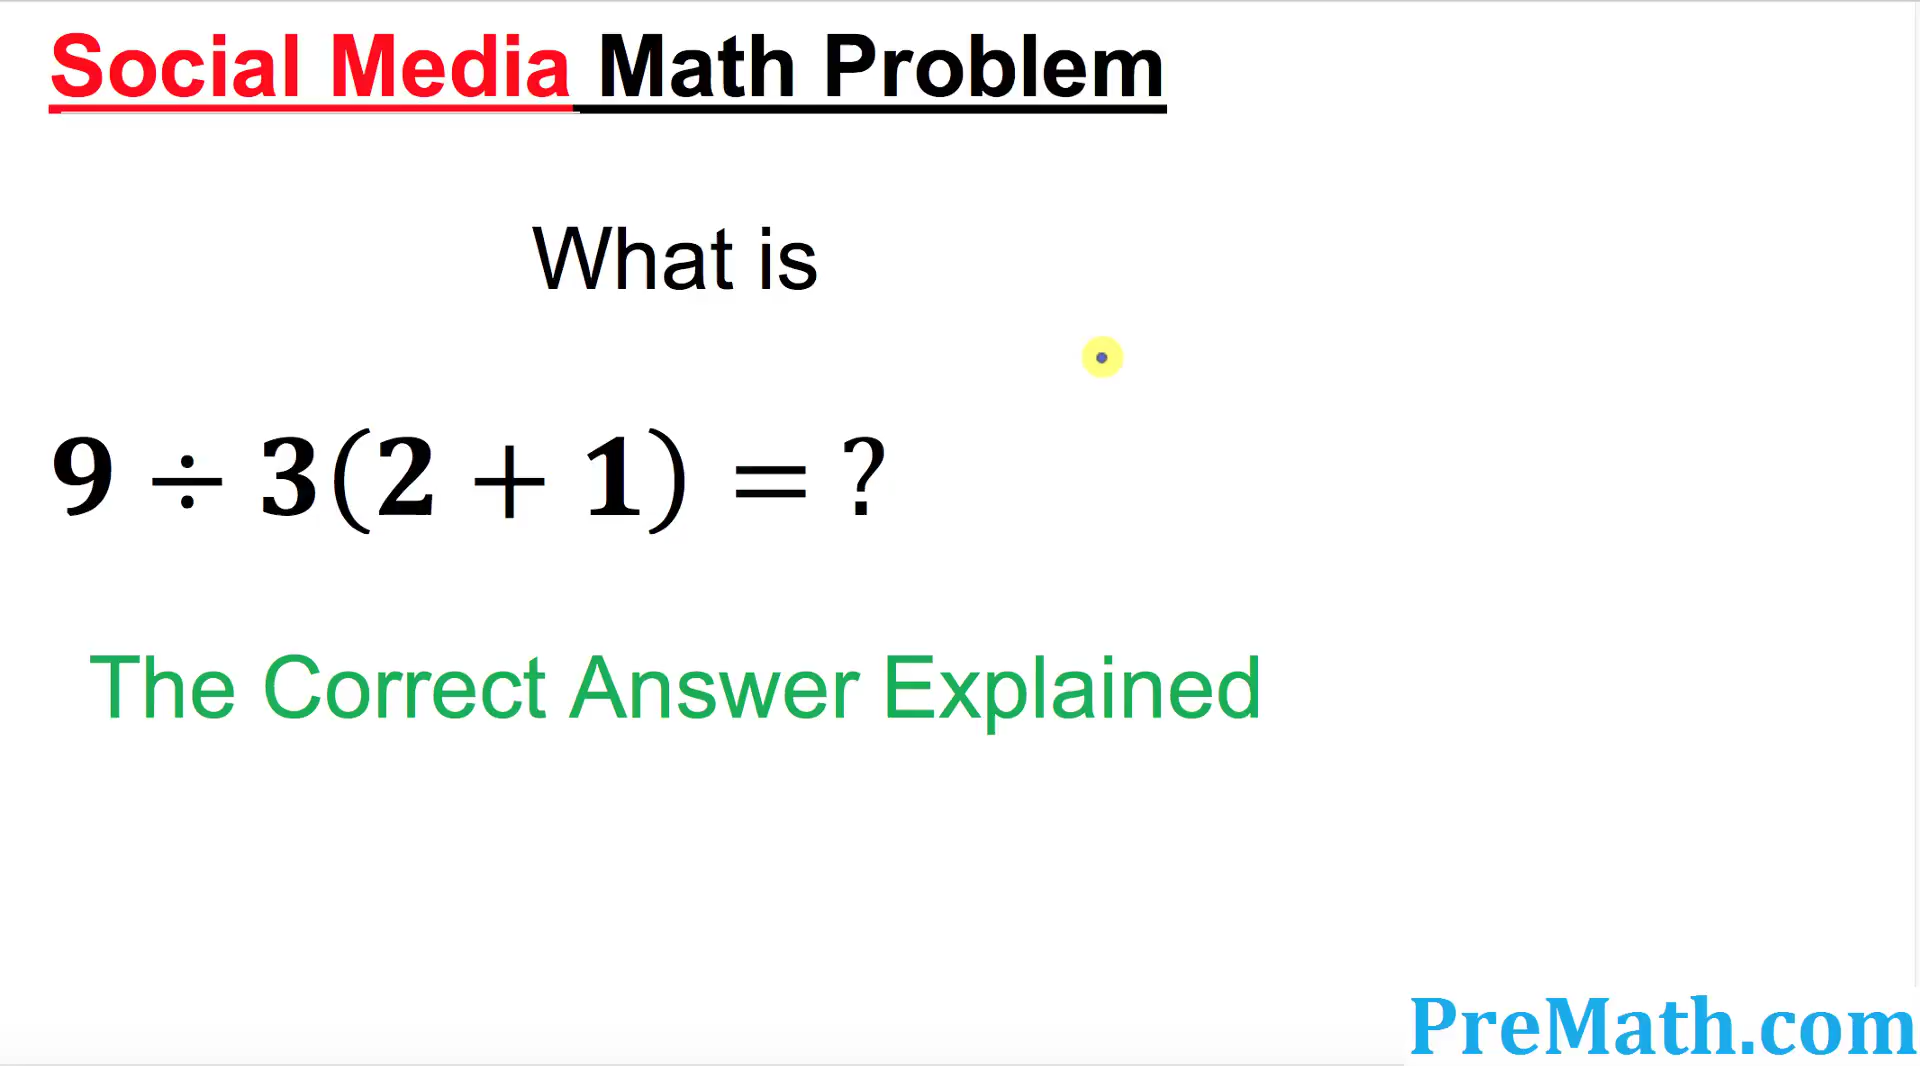 Social Media Math Problem
What is
9 ÷ 3(2 + 1) = ?
The Correct Answer Explained
PreMath.com